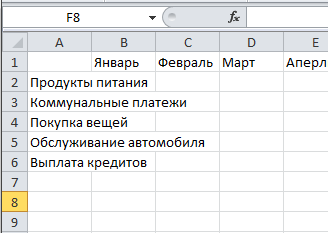 F8 fx
A B C D E
1 Январь Февраль Март Аперл
2 Продукты питания
3 Коммунальные платежи
4 Покупка вещей
5 Обслуживание автомобиля
6 Выплата кредитов
7
8
9